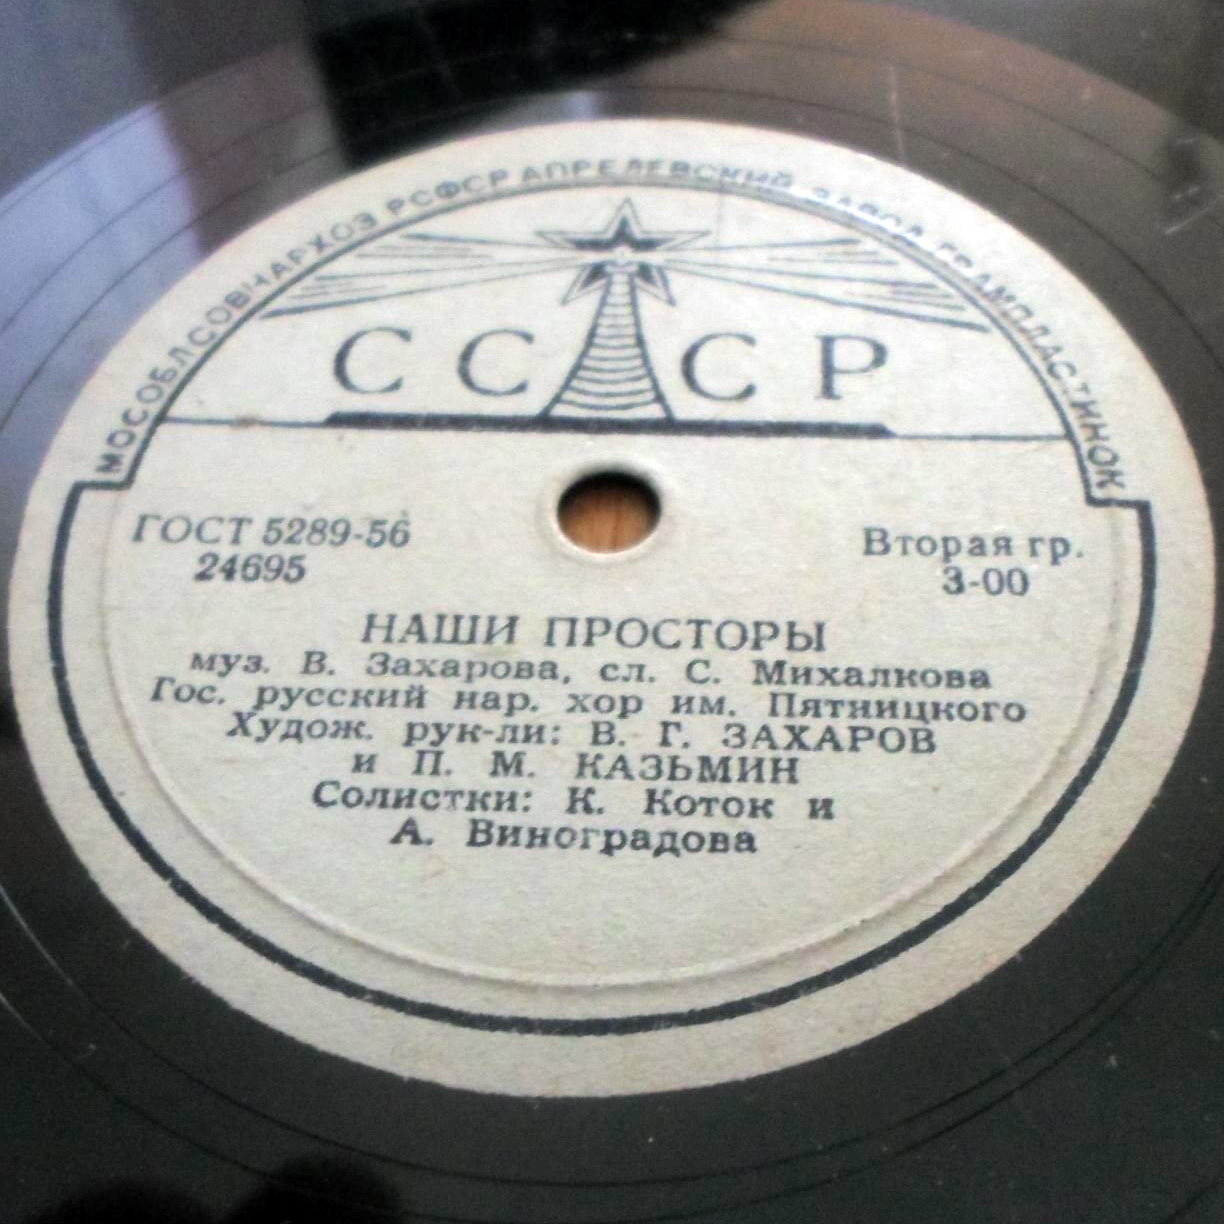 МОСОБЛСОВНАРХОЗ РСФСР АПРЕЛЕВСКИЙ ЗАВОД ГРАМПЛАСТИНОК
СССР
ГОСТ 5289-56
24695
Вторая гр.
3-00
НАШИ ПРОСТОРЫ
муз. В. Захарова, сл. С. Михалкова
Гос. русский нар. хор им. Пятницкого
Худож. рук-ли: В. Г. ЗАХАРОВ
и П. М. КАЗЬМИН
Солистки: К. Коток и
А. Виноградова